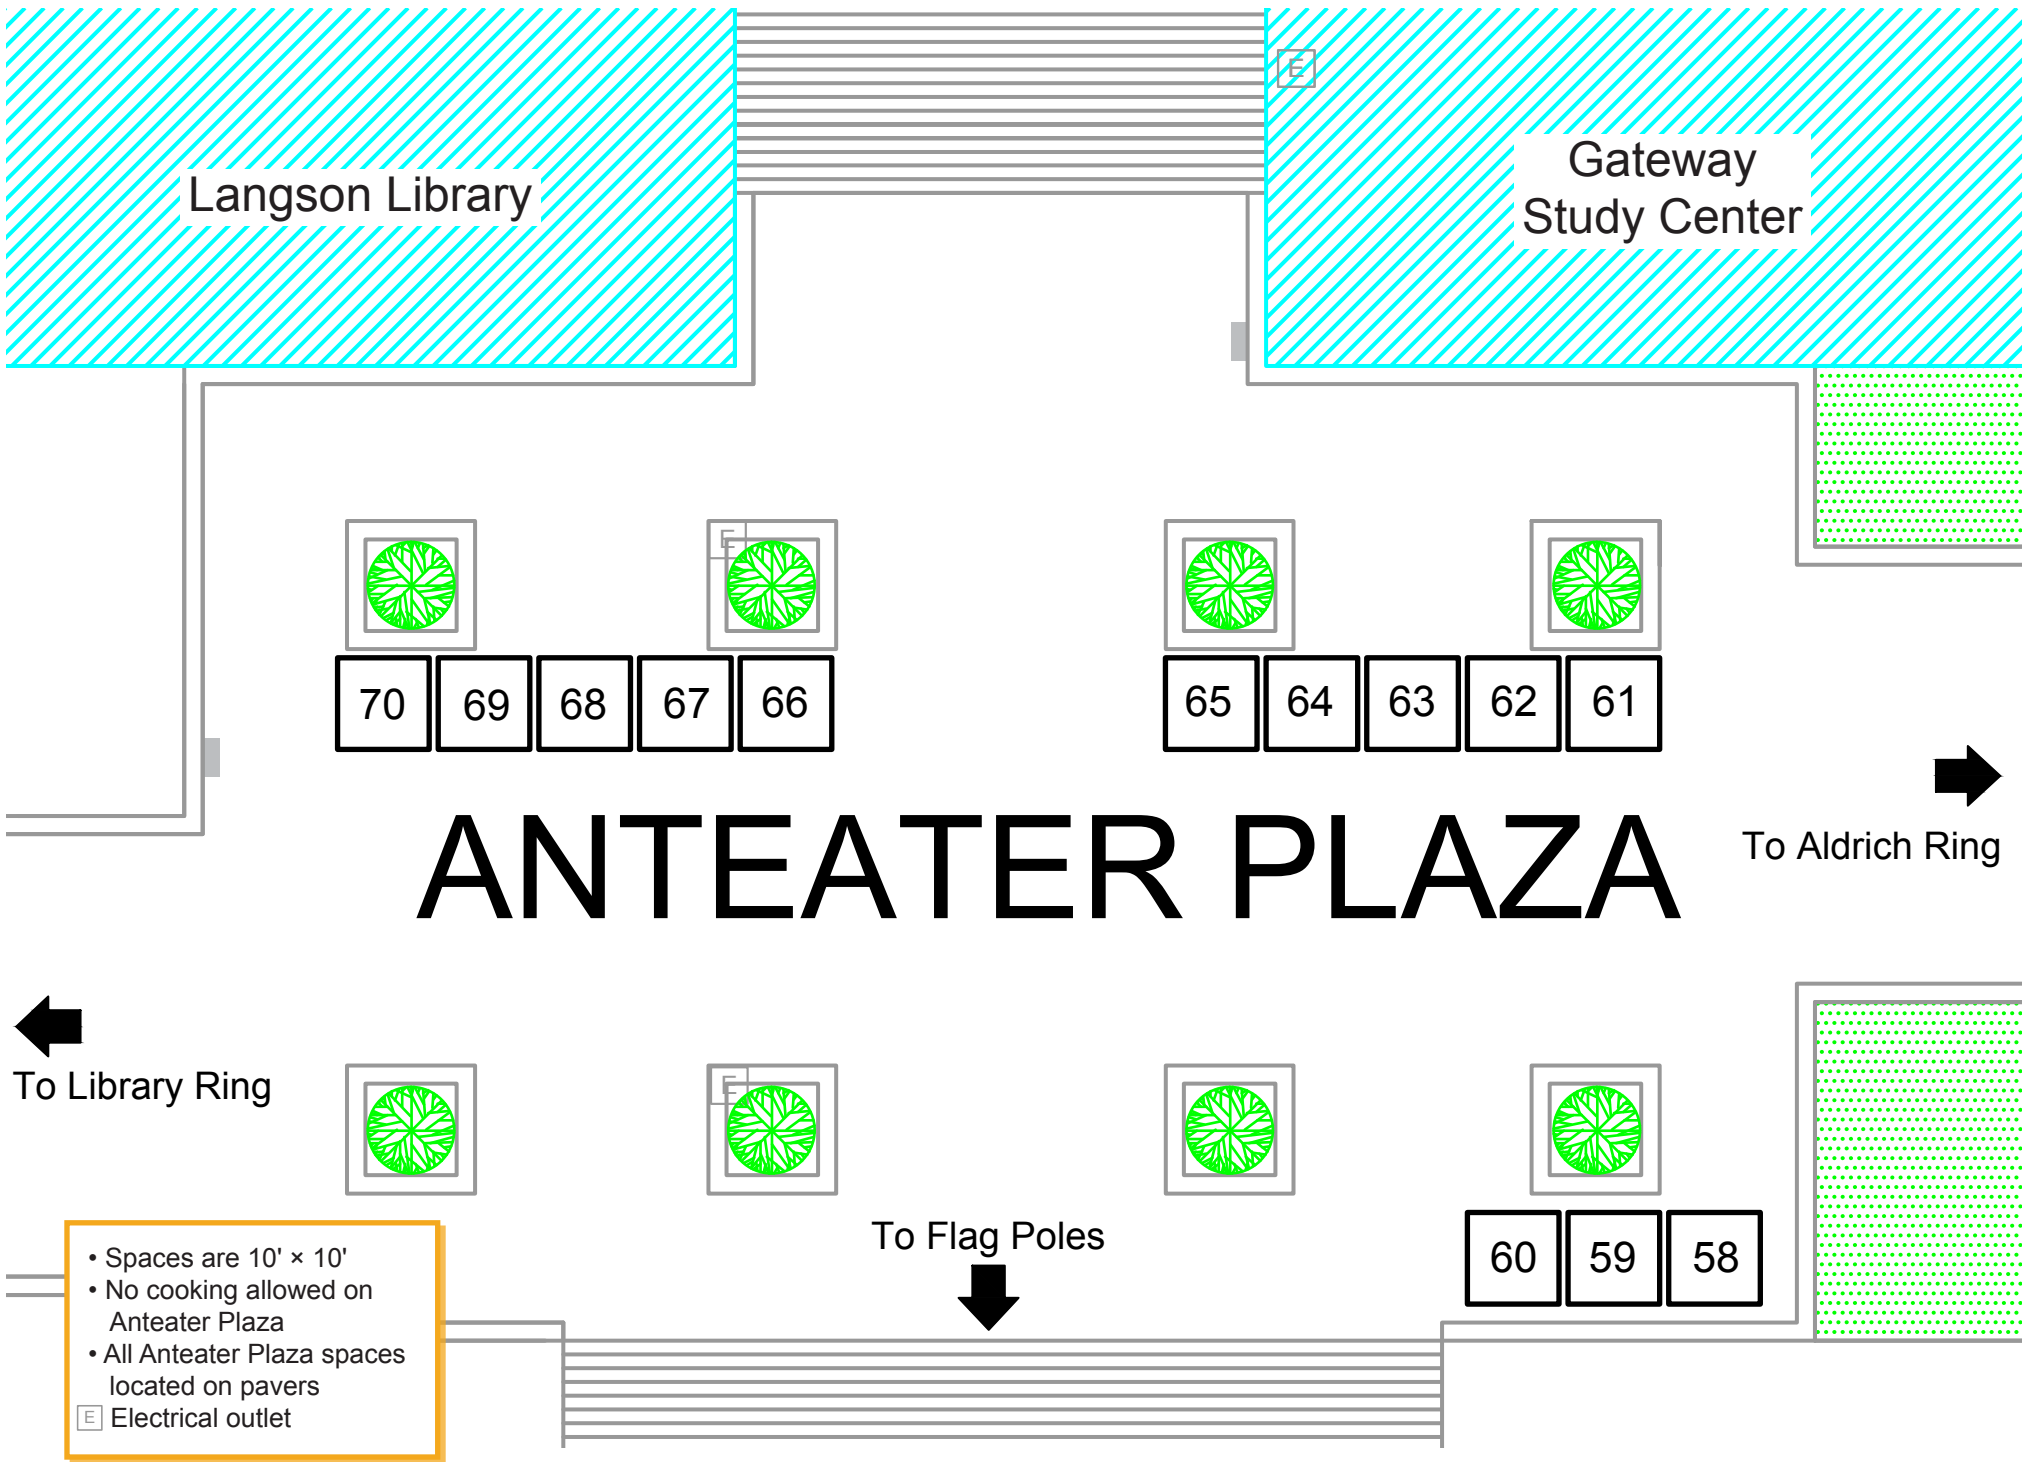 E
Langson Library
Gateway
Study Center
E
70 69 68 67 66 65 64 63 62 61
ANTEATER PLAZA
To Aldrich Ring
To Library Ring
E
To Flag Poles
60 59 58
• Spaces are 10' × 10'
• No cooking allowed on
Anteater Plaza
• All Anteater Plaza spaces
located on pavers
E Electrical outlet